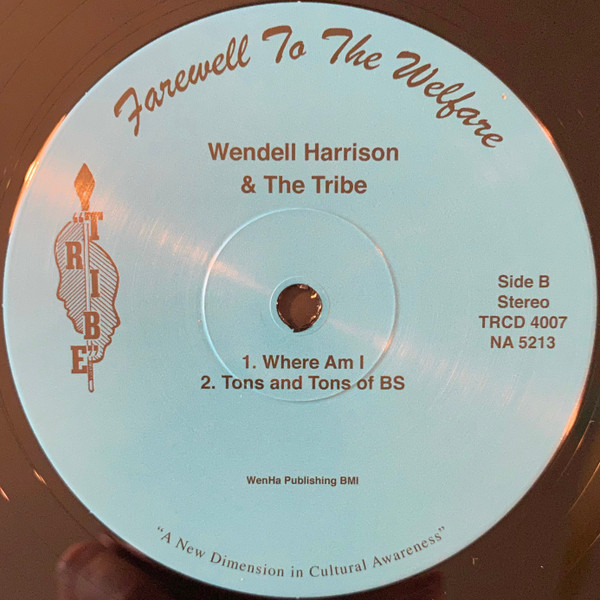 Farewell To The Welfare
Wendell Harrison
& The Tribe
"TRIBE"
Side B
Stereo
TRCD 4007
NA 5213
1. Where Am I
2. Tons and Tons of BS
WenHa Publishing BMI
"A New Dimension in Cultural Awareness"